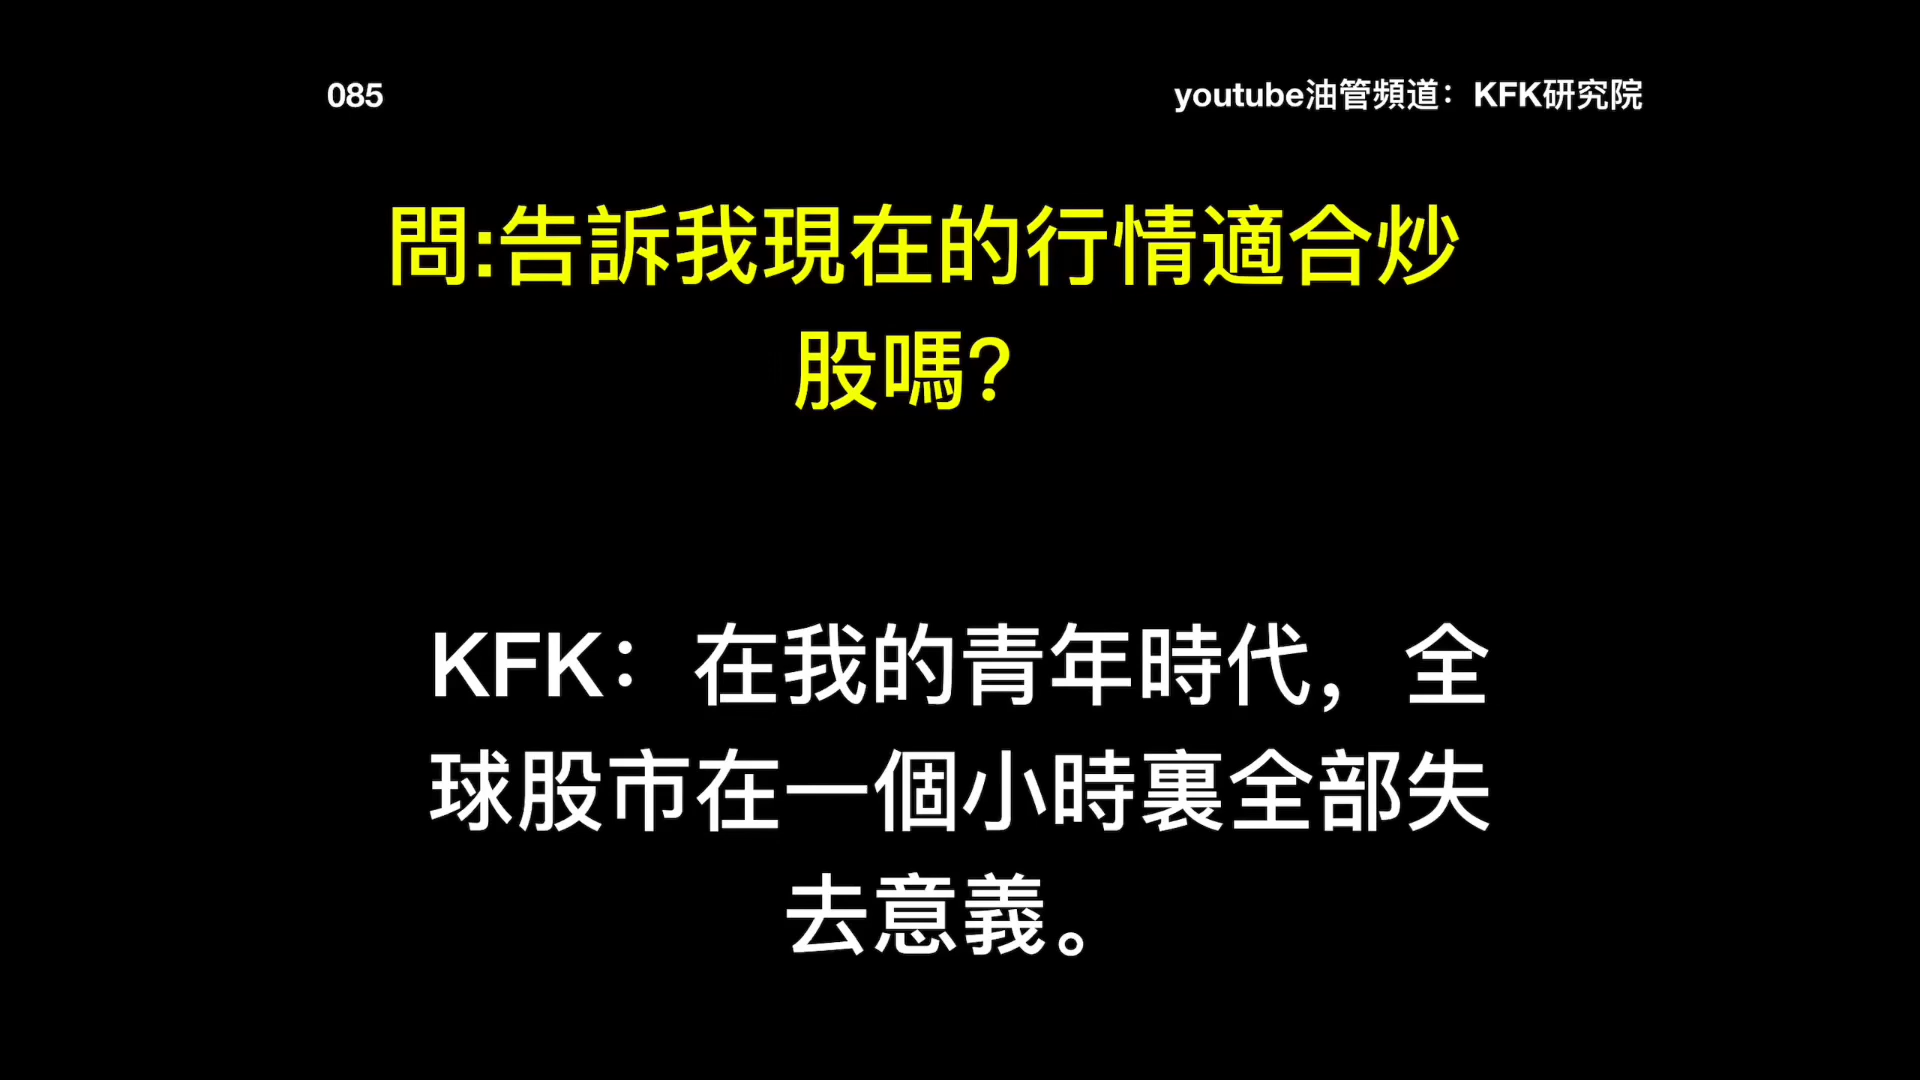 085
youtube油管頻道：KFK研究院
問:告訴我現在的行情適合炒
股嗎?
KFK：在我的青年時代，全
球股市在一個小時裏全部失
去意義。